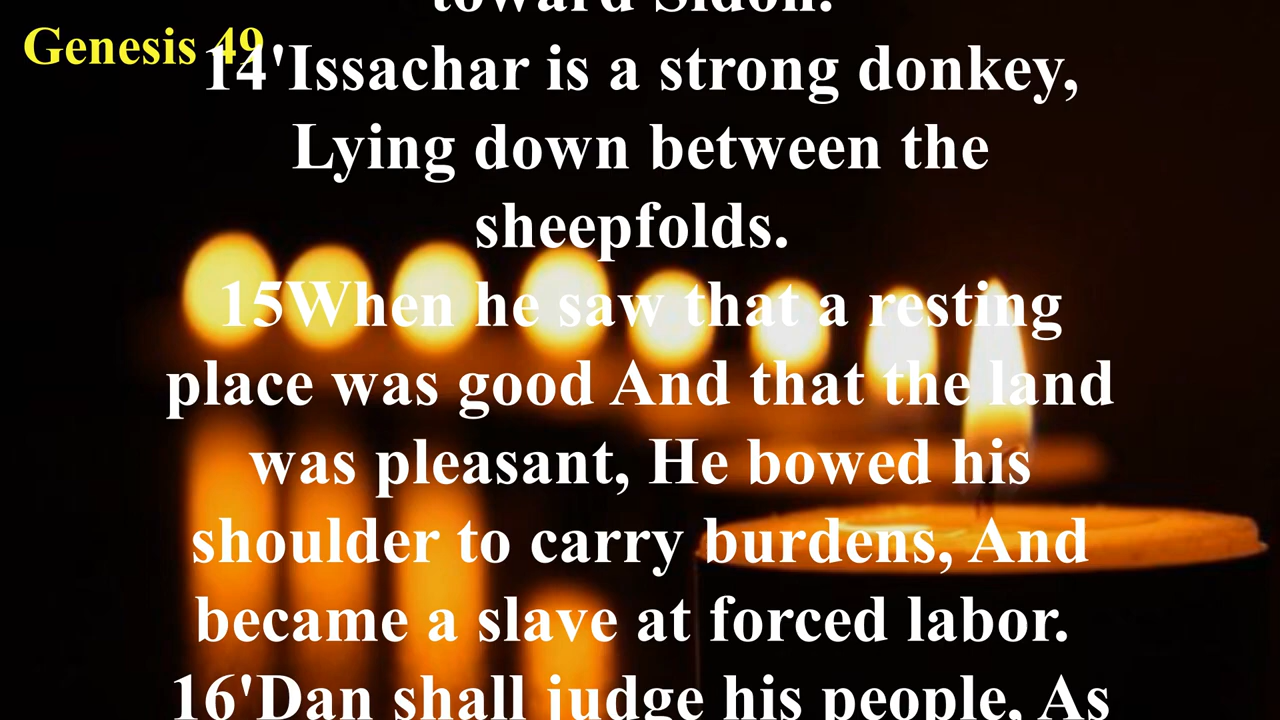 toward Sidon.
Genesis 49
14'Issachar is a strong donkey,
Lying down between the
sheepfolds.
15When he saw that a resting
place was good And that the land
was pleasant, He bowed his
shoulder to carry burdens, And
became a slave at forced labor.
16'Dan shall judge his people, As